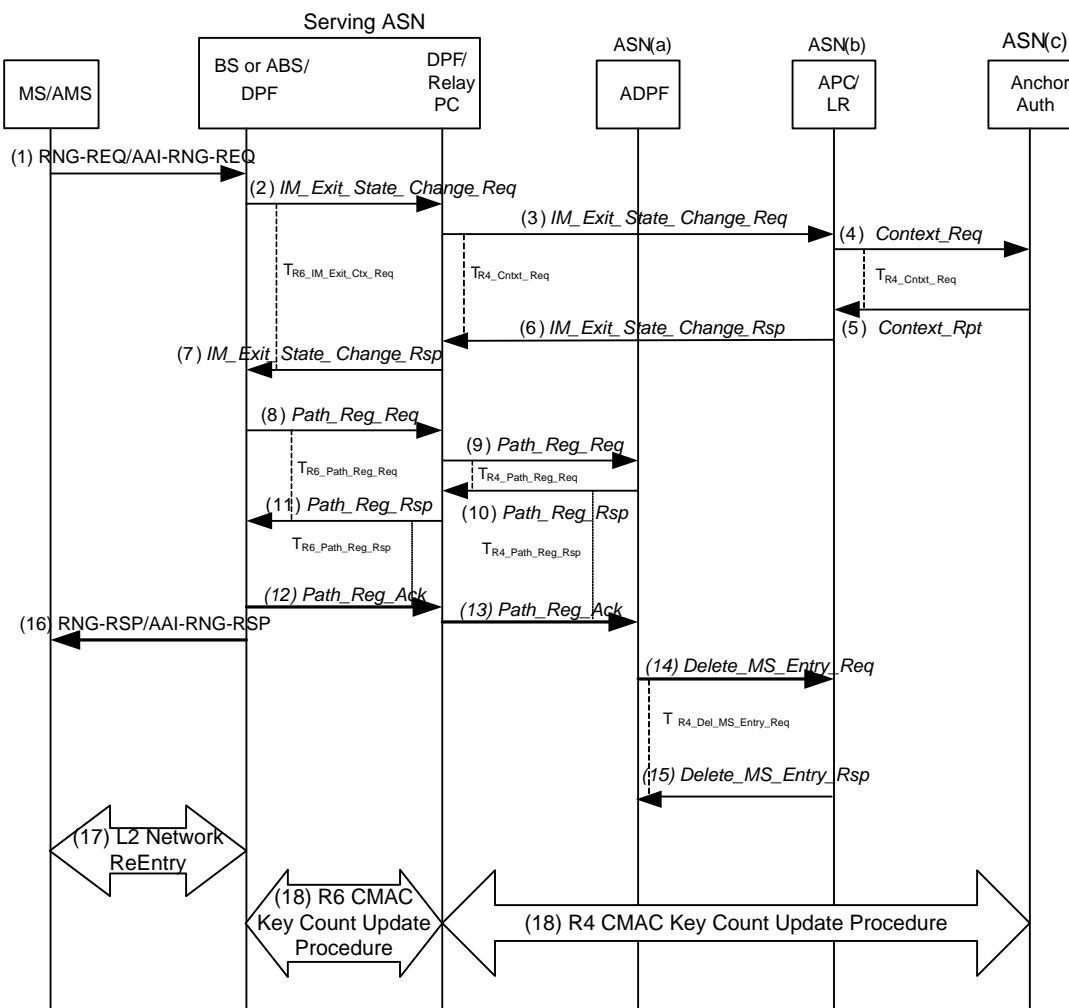 Serving ASN
ASN(a)
ASN(b)
ASN(c)
MS/AMS
BS or ABS/
DPF
DPF/
Relay
PC
ADPF
APC/
LR
Anchor
Auth
(1) RNG-REQ/AAI-RNG-REQ
(2) IM_Exit_State_Change_Req
(3) IM_Exit_State_Change_Req
(4) Context_Req
TR6_IM_Exit_Ctx_Req
TR4_Cntxt_Req
TR4_Cntxt_Req
(5) Context_Rpt
(6) IM_Exit_State_Change_Rsp
(7) IM_Exit_State_Change_Rsp
(8) Path_Reg_Req
(9) Path_Reg_Req
TR6_Path_Reg_Req
TR4_Path_Reg_Req
(11) Path_Reg_Rsp
(10) Path_Reg_Rsp
TR6_Path_Reg_Rsp
TR4_Path_Reg_Rsp
(12) Path_Reg_Ack
(13) Path_Reg_Ack
(16) RNG-RSP/AAI-RNG-RSP
(14) Delete_MS_Entry_Req
T R4_Del_MS_Entry_Req
(15) Delete_MS_Entry_Rsp
(17) L2 Network
ReEntry
(18) R6 CMAC
Key Count Update
Procedure
(18) R4 CMAC Key Count Update Procedure